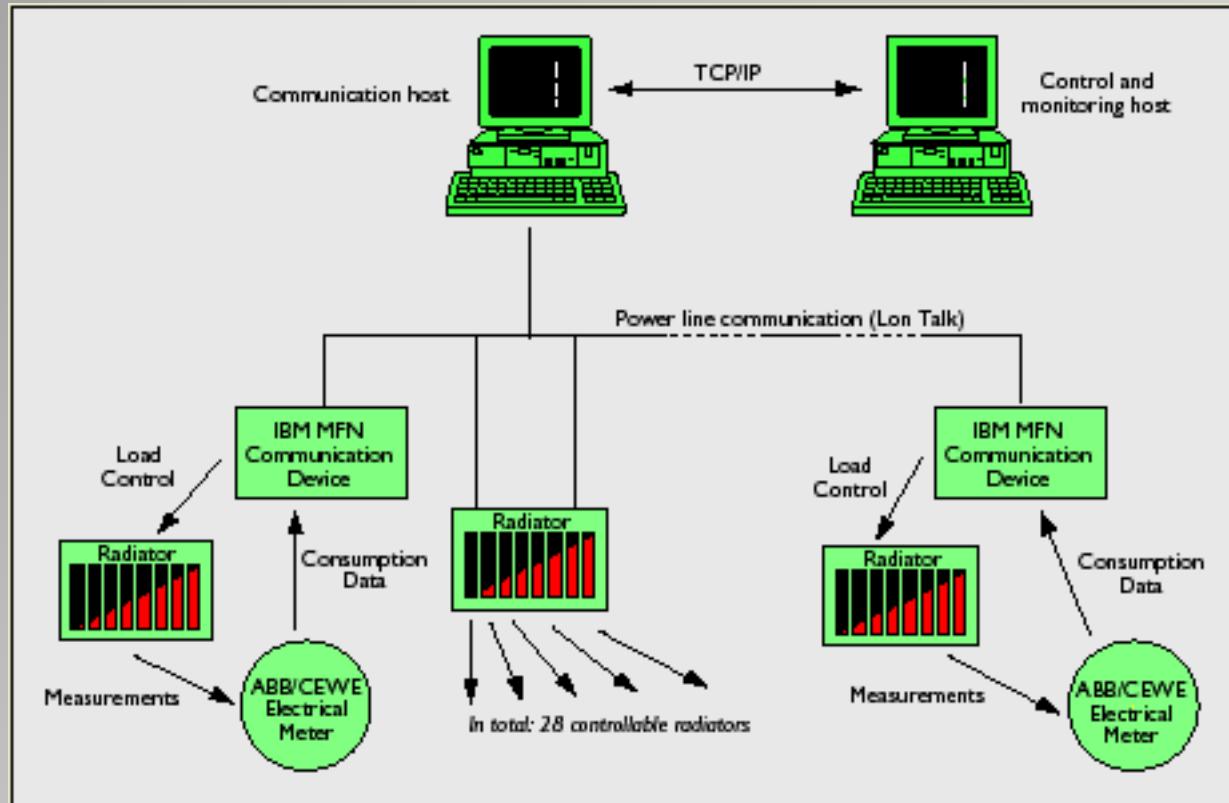 TCP/IP
Communication host
Control and
monitoring host
Power line communication (Lon Talk)
IBM MFN
Communication
Device
Load
Control
Radiator
Consumption
Data
Measurements
ABB/CEWE
Electrical
Meter
Radiator
In total: 28 controllable radiators
IBM MFN
Communication
Device
Load
Control
Radiator
Consumption
Data
Measurements
ABB/CEWE
Electrical
Meter